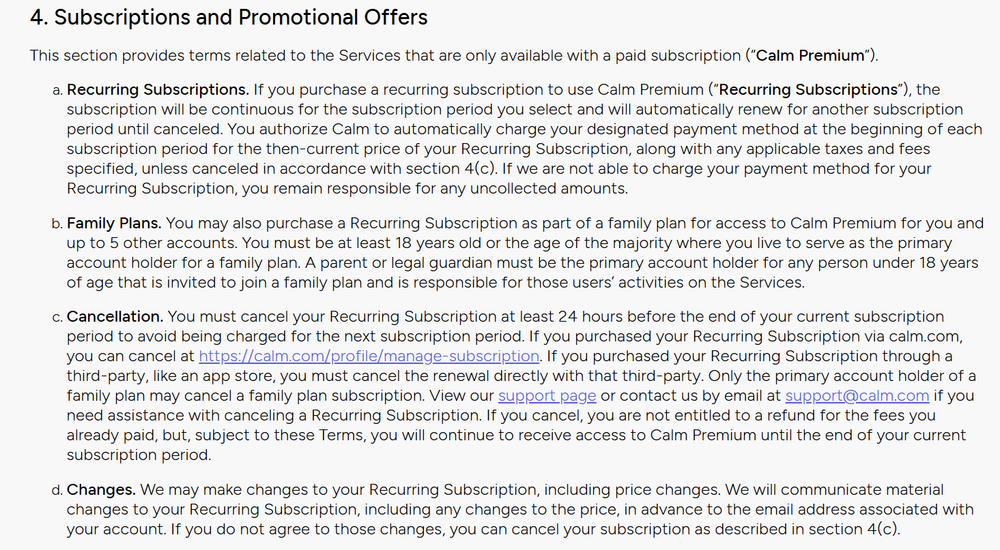 4. Subscriptions and Promotional Offers
This section provides terms related to the Services that are only available with a paid subscription (“Calm Premium”).
a. Recurring Subscriptions. If you purchase a recurring subscription to use Calm Premium (“Recurring Subscriptions”), the
subscription will be continuous for the subscription period you select and will automatically renew for another subscription
period until canceled. You authorize Calm to automatically charge your designated payment method at the beginning of each
subscription period for the then-current price of your Recurring Subscription, along with any applicable taxes and fees
specified, unless canceled in accordance with section 4(c). If we are not able to charge your payment method for your
Recurring Subscription, you remain responsible for any uncollected amounts.
b. Family Plans. You may also purchase a Recurring Subscription as part of a family plan for access to Calm Premium for you and
up to 5 other accounts. You must be at least 18 years old or the age of the majority where you live to serve as the primary
account holder for a family plan. A parent or legal guardian must be the primary account holder for any person under 18 years
of age that is invited to join a family plan and is responsible for those users’ activities on the Services.
c. Cancellation. You must cancel your Recurring Subscription at least 24 hours before the end of your current subscription
period to avoid being charged for the next subscription period. If you purchased your Recurring Subscription via calm.com,
you can cancel at https://calm.com/profile/manage-subscription. If you purchased your Recurring Subscription through a
third-party, like an app store, you must cancel the renewal directly with that third-party. Only the primary account holder of a
family plan may cancel a family plan subscription. View our support page or contact us by email at support@calm.com if you
need assistance with canceling a Recurring Subscription. If you cancel, you are not entitled to a refund for the fees you
already paid, but, subject to these Terms, you will continue to receive access to Calm Premium until the end of your current
subscription period.
d. Changes. We may make changes to your Recurring Subscription, including price changes. We will communicate material
changes to your Recurring Subscription, including any changes to the price, in advance to the email address associated with
your account. If you do not agree to those changes, you can cancel your subscription as described in section 4(c).